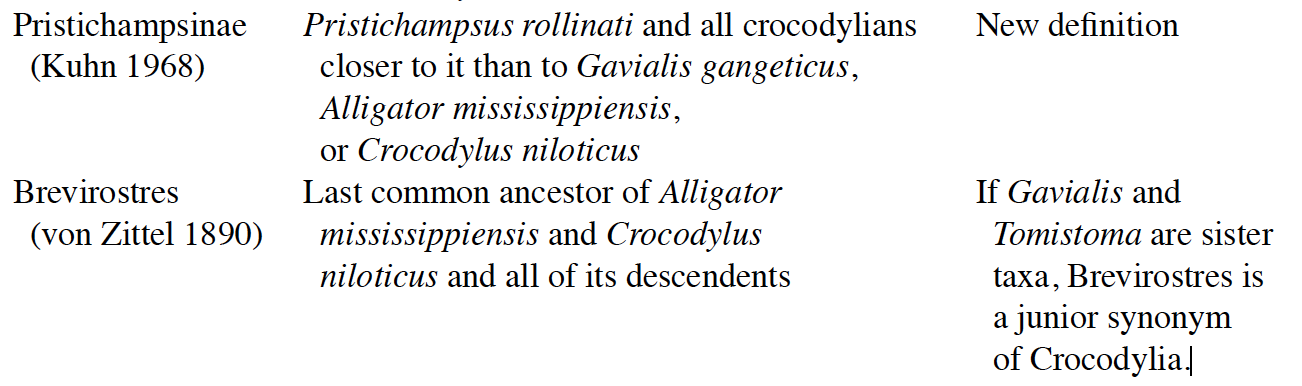 Pristichampsinae
(Kuhn 1968)
Pristichampsus rollinati and all crocodylians
closer to it than to Gavialis gangeticus,
Alligator mississippiensis,
or Crocodylus niloticus
New definition
Brevirostres
(von Zittel 1890)
Last common ancestor of Alligator
mississippiensis and Crocodylus
niloticus and all of its descendents
If Gavialis and
Tomistoma are sister
taxa, Brevirostres is
a junior synonym
of Crocodylia.